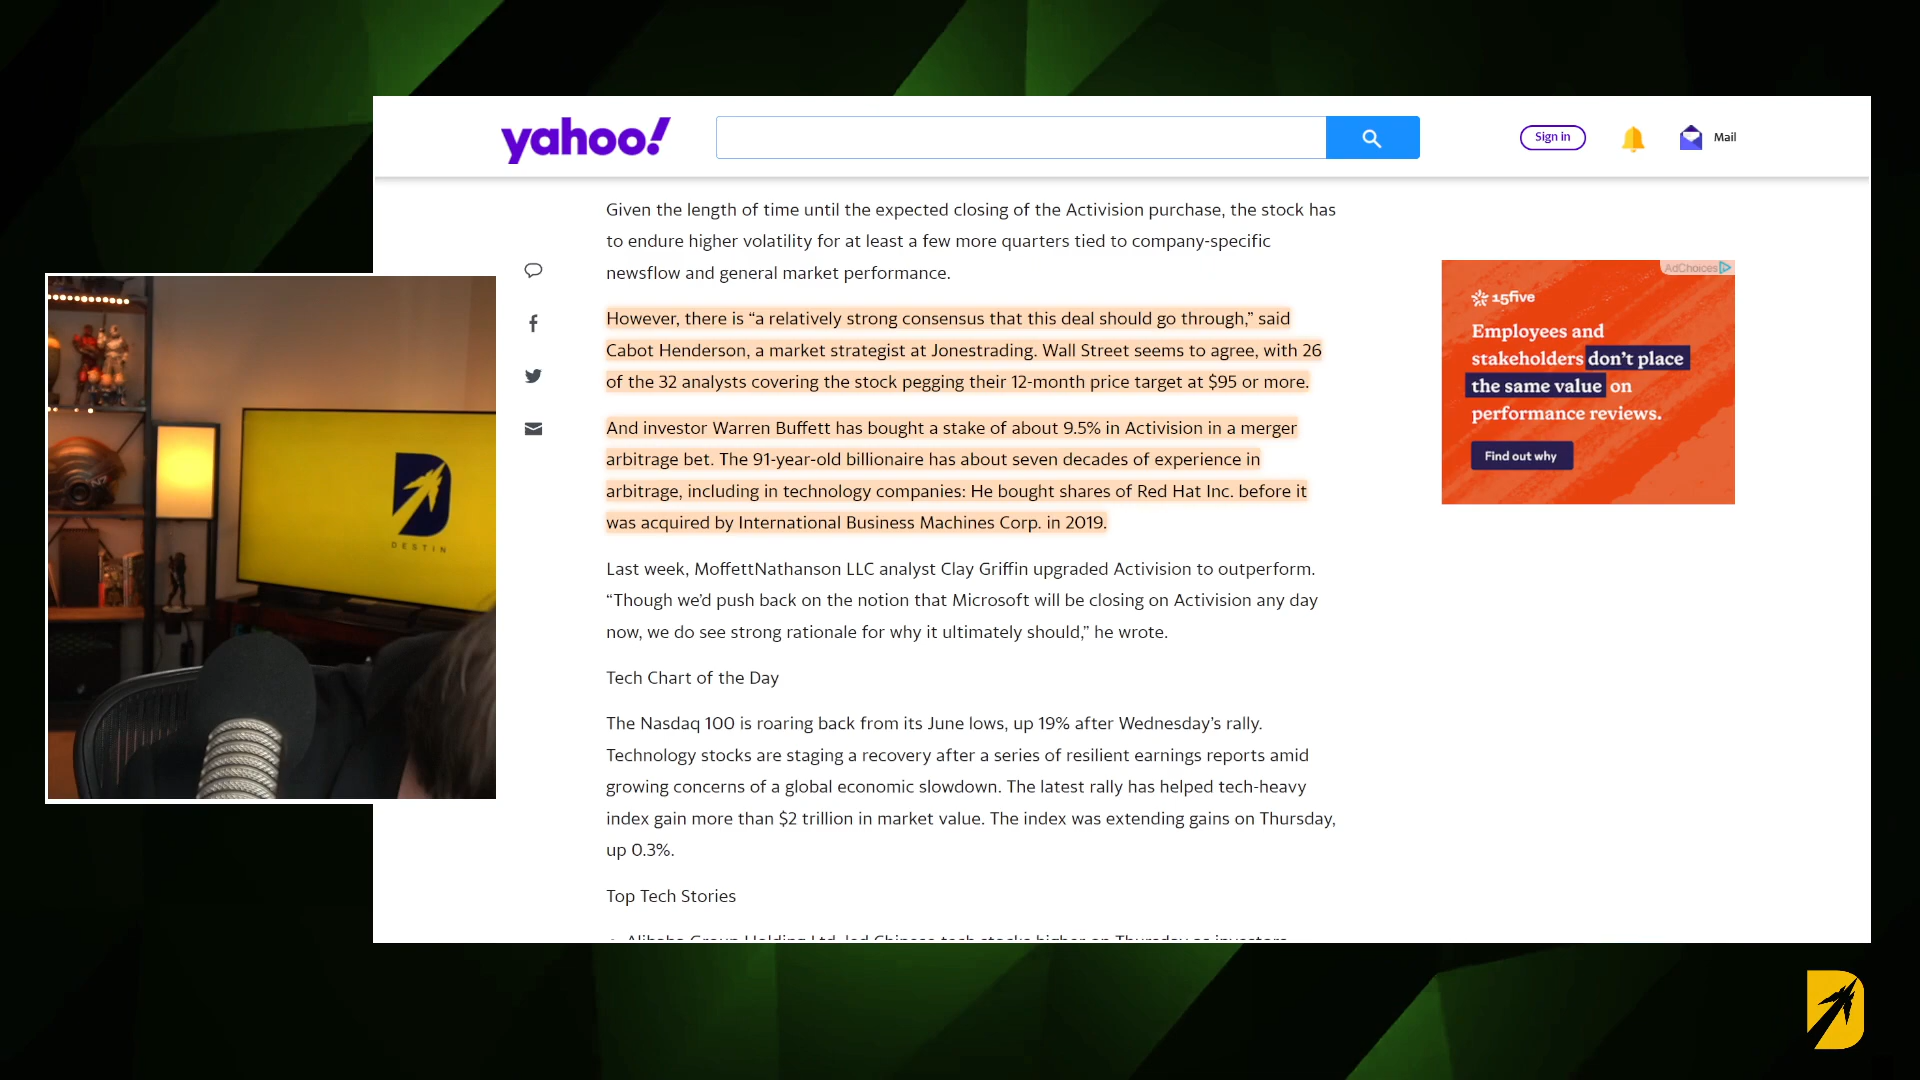 yahoo!
Sign in
Mail
Given the length of time until the expected closing of the Activision purchase, the stock has
to endure higher volatility for at least a few more quarters tied to company-specific
newsflow and general market performance.
However, there is “a relatively strong consensus that this deal should go through,” said
Cabot Henderson, a market strategist at Jonestrading. Wall Street seems to agree, with 26
of the 32 analysts covering the stock pegging their 12-month price target at $95 or more.
And investor Warren Buffett has bought a stake of about 9.5% in Activision in a merger
arbitrage bet. The 91-year-old billionaire has about seven decades of experience in
arbitrage, including in technology companies: He bought shares of Red Hat Inc. before it
was acquired by International Business Machines Corp. in 2019.
Last week, MoffettNathanson LLC analyst Clay Griffin upgraded Activision to outperform.
“Though we’d push back on the notion that Microsoft will be closing on Activision any day
now, we do see strong rationale for why it ultimately should,” he wrote.
Tech Chart of the Day
The Nasdaq 100 is roaring back from its June lows, up 19% after Wednesday’s rally.
Technology stocks are staging a recovery after a series of resilient earnings reports amid
growing concerns of a global economic slowdown. The latest rally has helped tech-heavy
index gain more than $2 trillion in market value. The index was extending gains on Thursday,
up 0.3%.
Top Tech Stories
Alibaba Group Holding Ltd. led Chinese tech stocks higher on Thursday as investors
AdChoices
15five
Employees and
stakeholders don’t place
the same value on
performance reviews.
Find out why
DESTIN